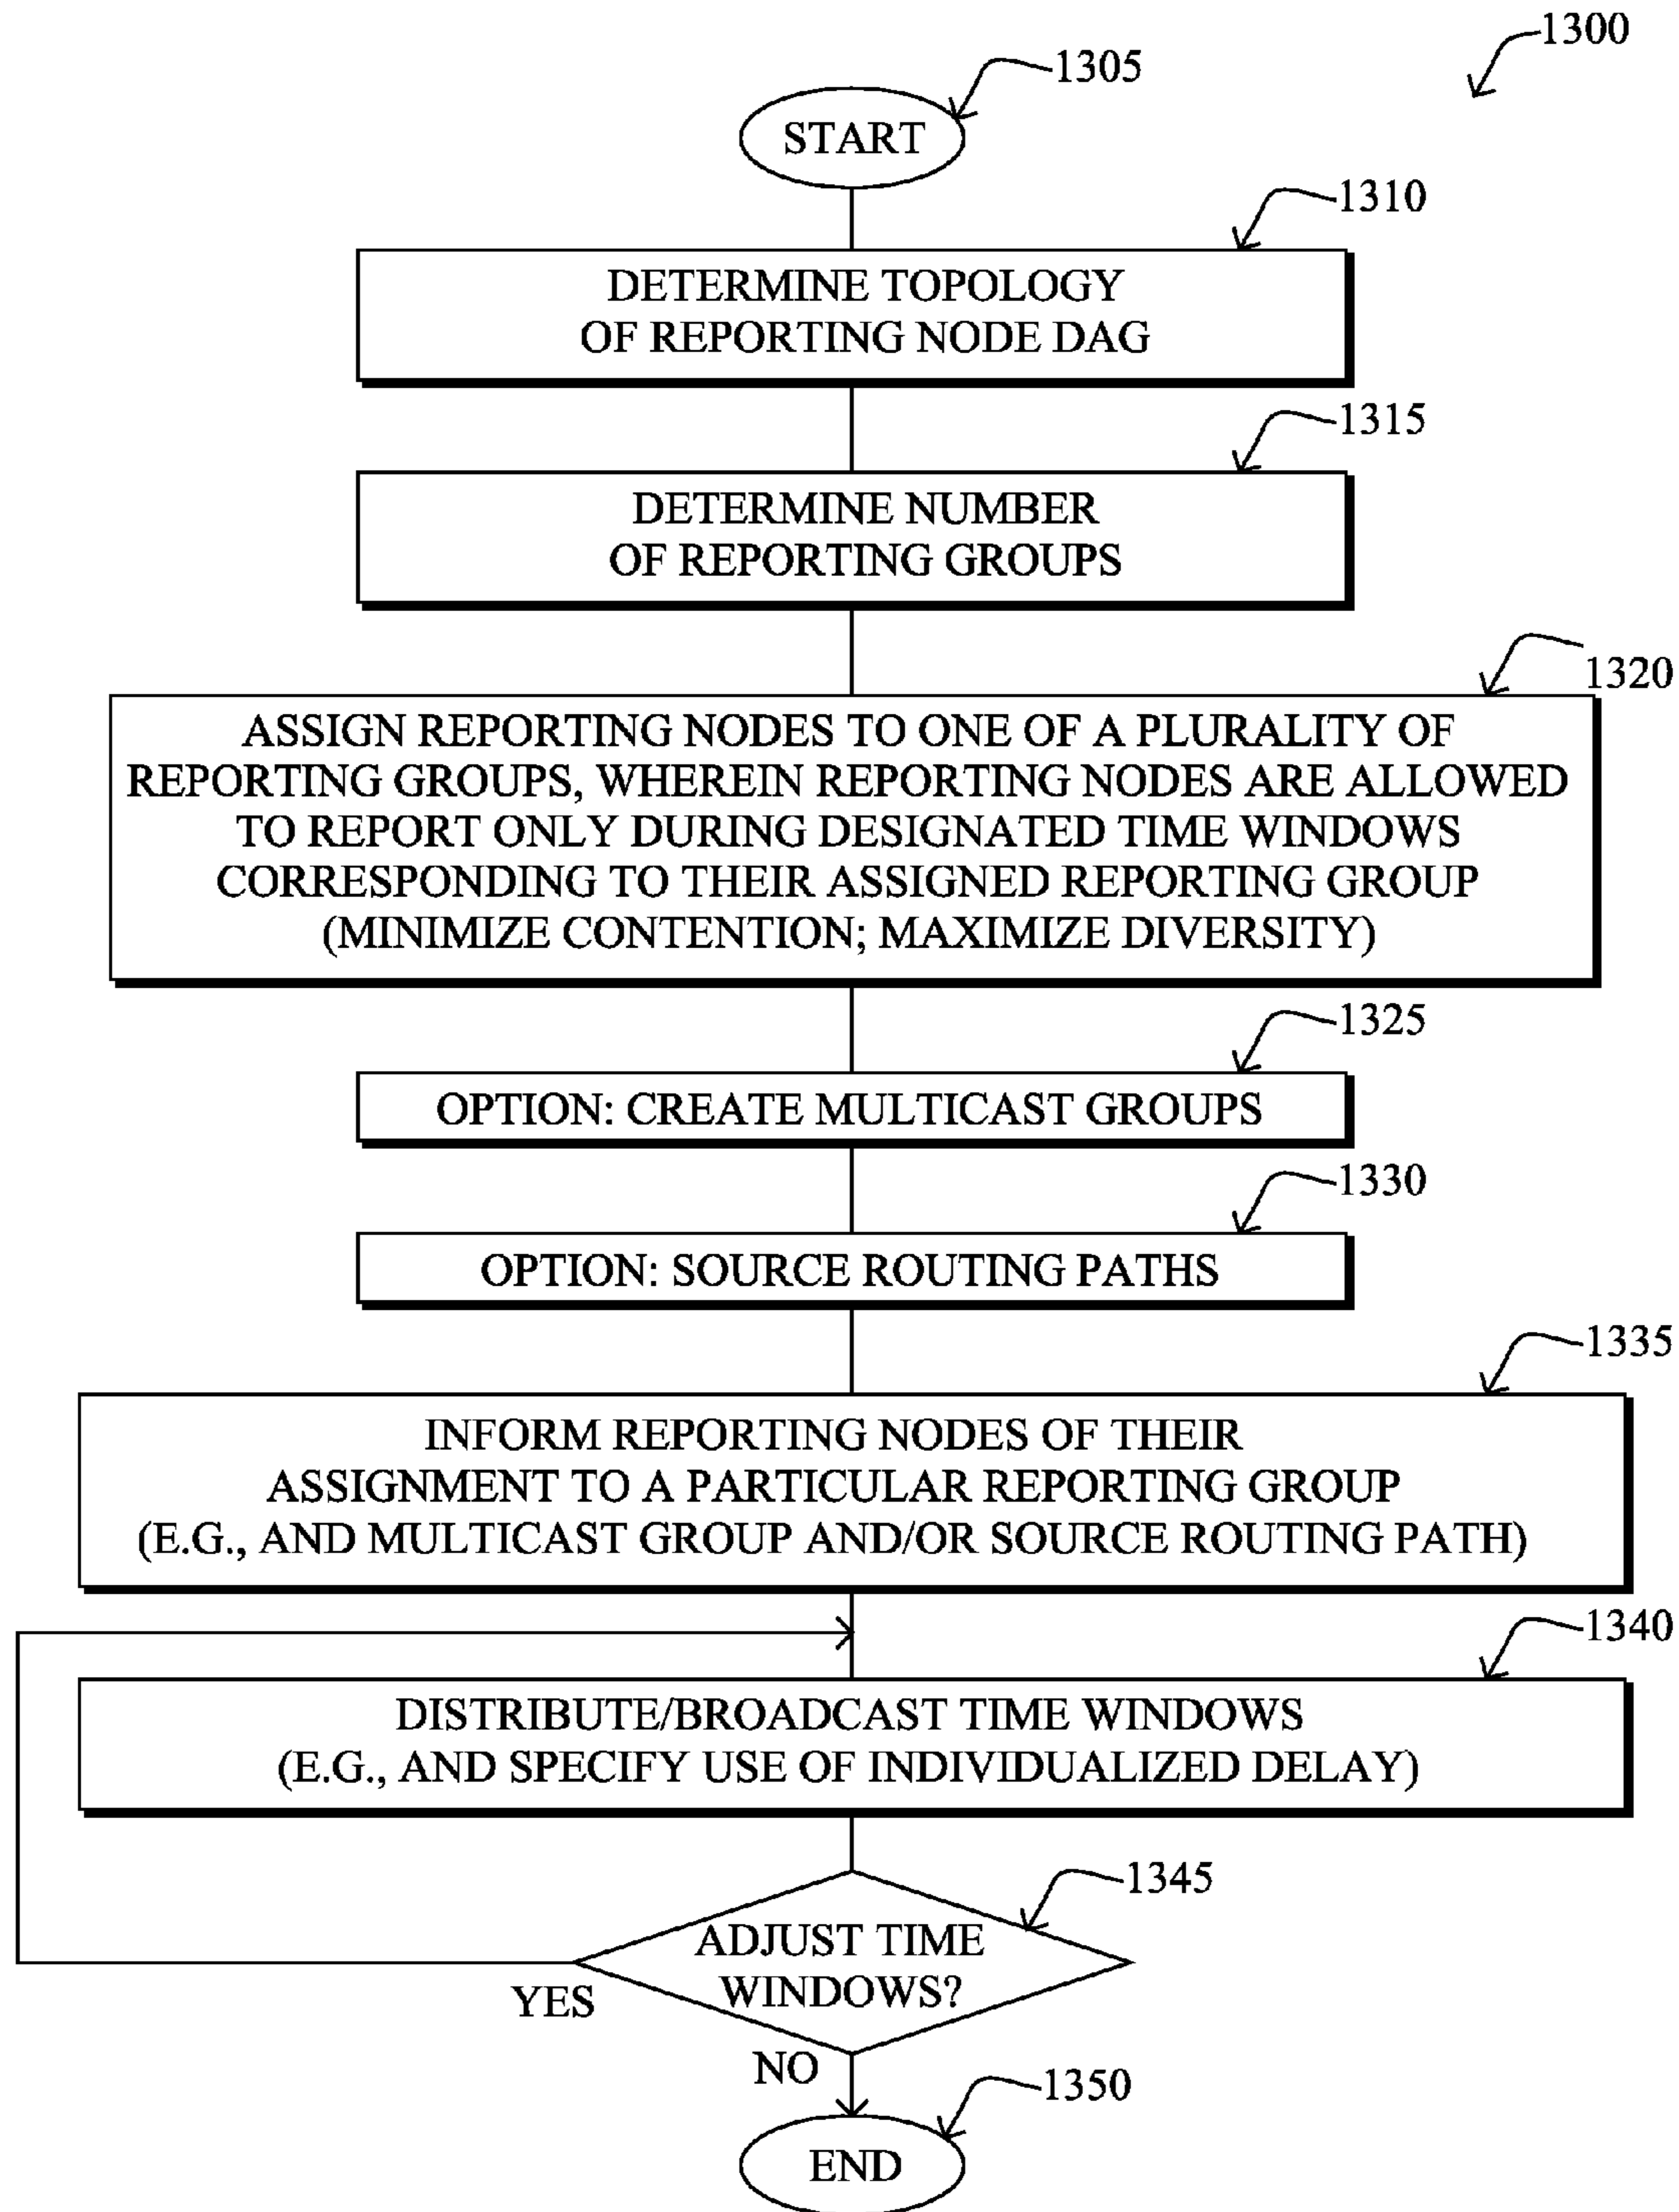 1300
1305
START
1310
DETERMINE TOPOLOGY
OF REPORTING NODE DAG
1315
DETERMINE NUMBER
OF REPORTING GROUPS
1320
ASSIGN REPORTING NODES TO ONE OF A PLURALITY OF
REPORTING GROUPS, WHEREIN REPORTING NODES ARE ALLOWED
TO REPORT ONLY DURING DESIGNATED TIME WINDOWS
CORRESPONDING TO THEIR ASSIGNED REPORTING GROUP
(MINIMIZE CONTENTION; MAXIMIZE DIVERSITY)
1325
OPTION: CREATE MULTICAST GROUPS
1330
OPTION: SOURCE ROUTING PATHS
1335
INFORM REPORTING NODES OF THEIR
ASSIGNMENT TO A PARTICULAR REPORTING GROUP
(E.G., AND MULTICAST GROUP AND/OR SOURCE ROUTING PATH)
1340
DISTRIBUTE/BROADCAST TIME WINDOWS
(E.G., AND SPECIFY USE OF INDIVIDUALIZED DELAY)
1345
ADJUST TIME
WINDOWS?
YES
NO
1350
END